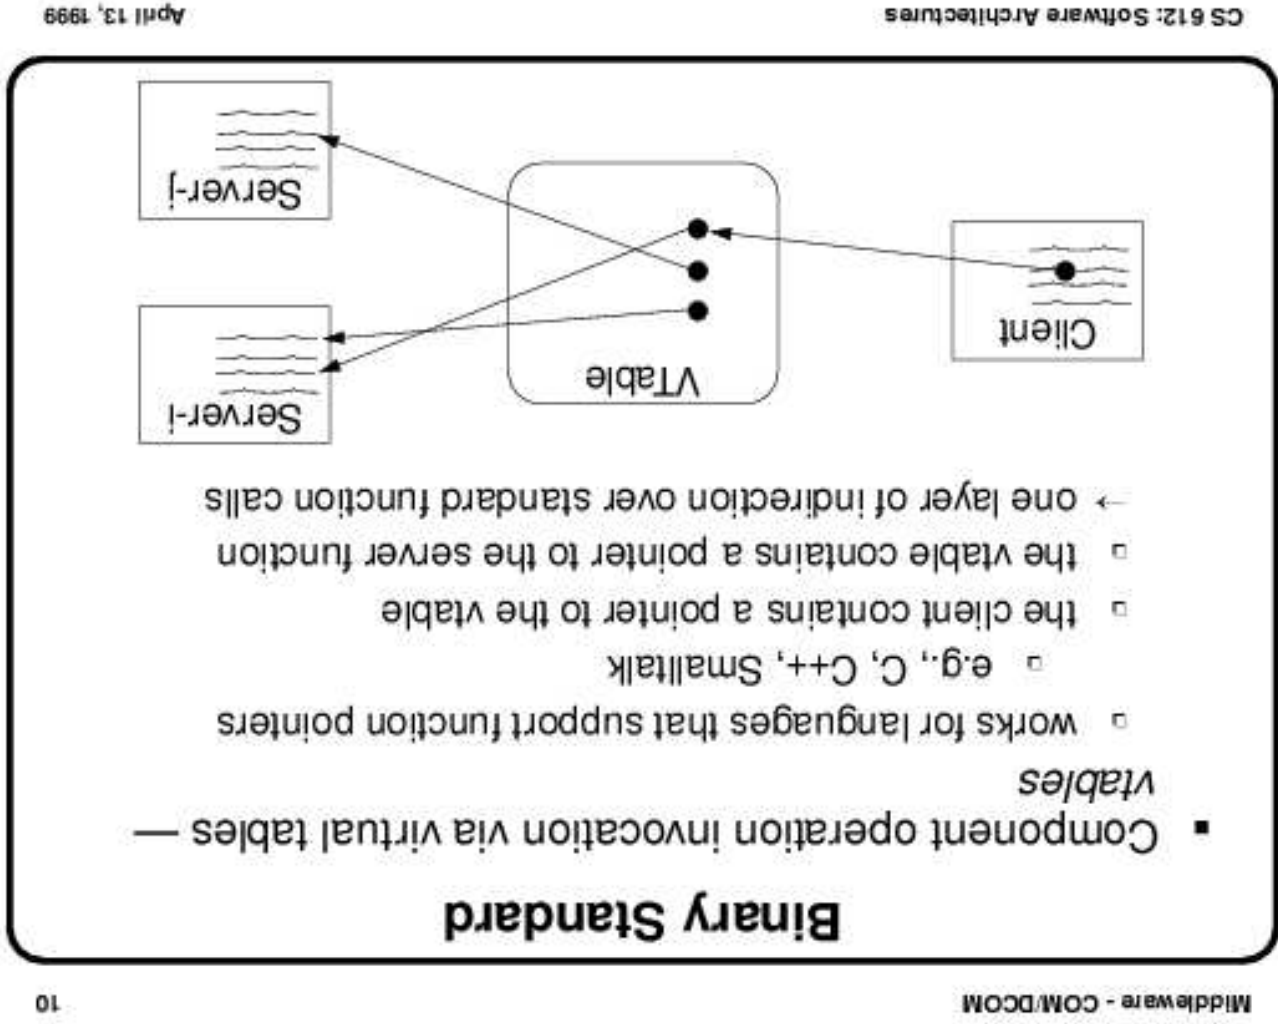 Middleware - COM/DCOM 10
Binary Standard
▪ Component operation invocation via virtual tables —
vtables
▫ works for languages that support function pointers
▫ e.g., C, C++, Smalltalk
▫ the client contains a pointer to the vtable
▫ the vtable contains a pointer to the server function
→ one layer of indirection over standard function calls
Client
VTable
Server-i
Server-j
CS 612: Software Architectures April 13, 1999